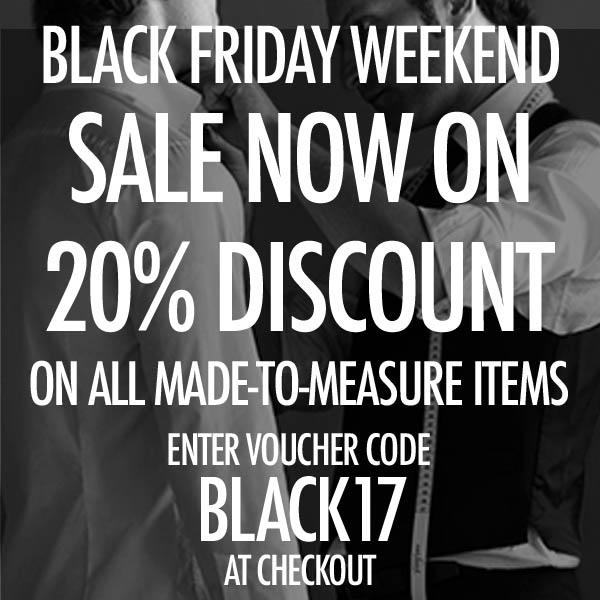 BLACK FRIDAY WEEKEND
SALE NOW ON
20% DISCOUNT
ON ALL MADE-TO-MEASURE ITEMS
ENTER VOUCHER CODE
BLACK17
AT CHECKOUT